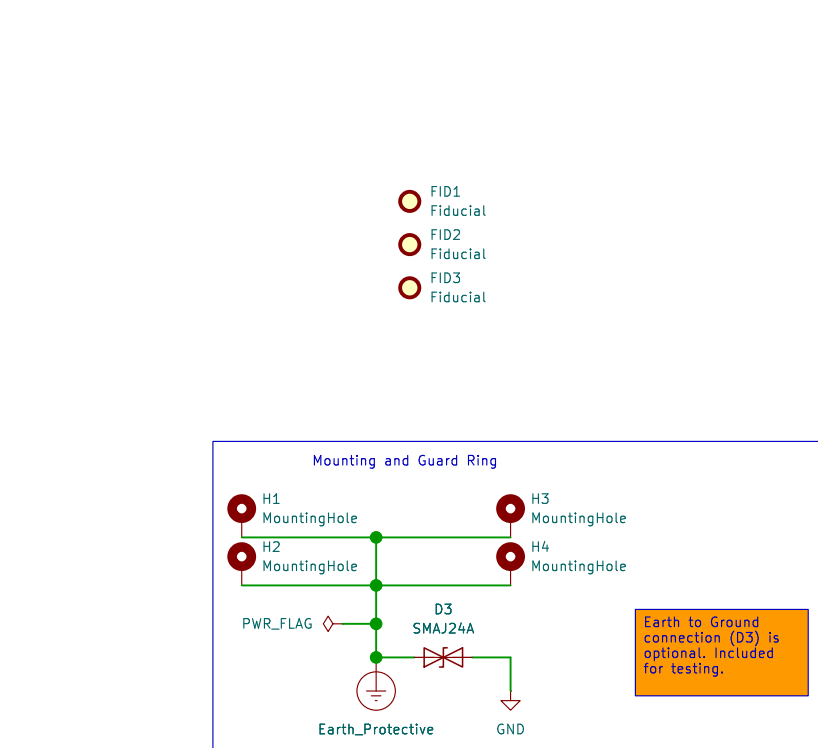 FID1
Fiducial
FID2
Fiducial
FID3
Fiducial
Mounting and Guard Ring
H1
MountingHole
H3
MountingHole
H2
MountingHole
H4
MountingHole
D3
SMAJ24A
PWR_FLAG
Earth to Ground
connection (D3) is
optional. Included
for testing.
Earth_Protective
GND